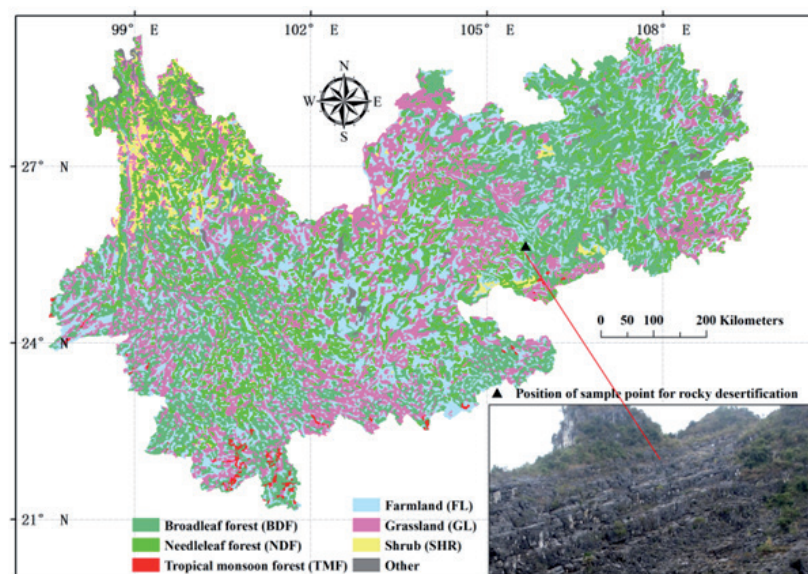 99° E 102° E 105° E 108° E
N
W E
S
27° N
24° N
21° N
0 50 100 200 Kilometers
▲ Position of sample point for rocky desertification
Broadleaf forest (BDF)
Needleleaf forest (NDF)
Tropical monsoon forest (TMF)
Farmland (FL)
Grassland (GL)
Shrub (SHR)
Other